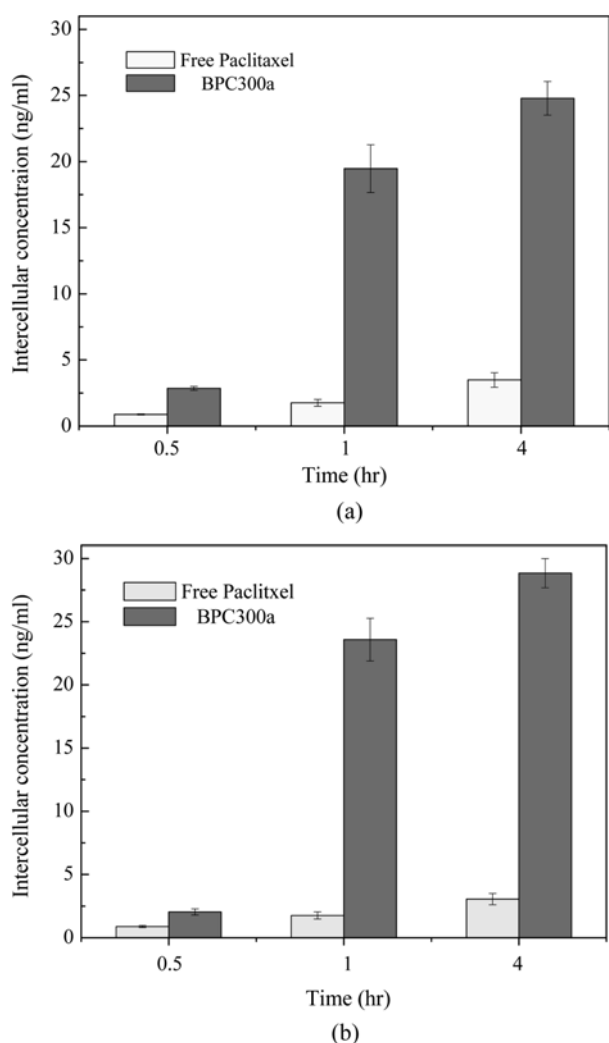 30
25
20
15
10
5
0
Intercellular concentraion (ng/ml)
Free Paclitaxel
BPC300a
0.5
1
4
Time (hr)
(a)
30
25
20
15
10
5
0
Intercellular concentration (ng/ml)
Free Paclitxel
BPC300a
0.5
1
4
Time (hr)
(b)